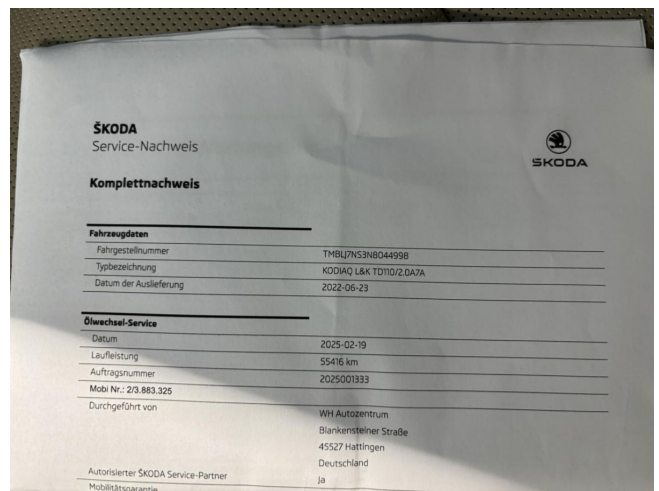 ŠKODA
Service-Nachweis
ŠKODA
Komplettnachweis
Fahrzeugdaten
Fahrgestellnummer TMBLJ7NS3N8044998
Typbezeichnung KODIAQ L&K TD110/2.0A7A
Datum der Auslieferung 2022-06-23
Ölwechsel-Service
Datum 2025-02-19
Laufleistung 55416 km
Auftragsnummer 2025001333
Mobi Nr.: 2/3.883.325
Durchgeführt von WH Autozentrum
Blankensteiner Straße
45527 Hattingen
Deutschland
Autorisierter ŠKODA Service-Partner Ja
Mobilitätsgarantie